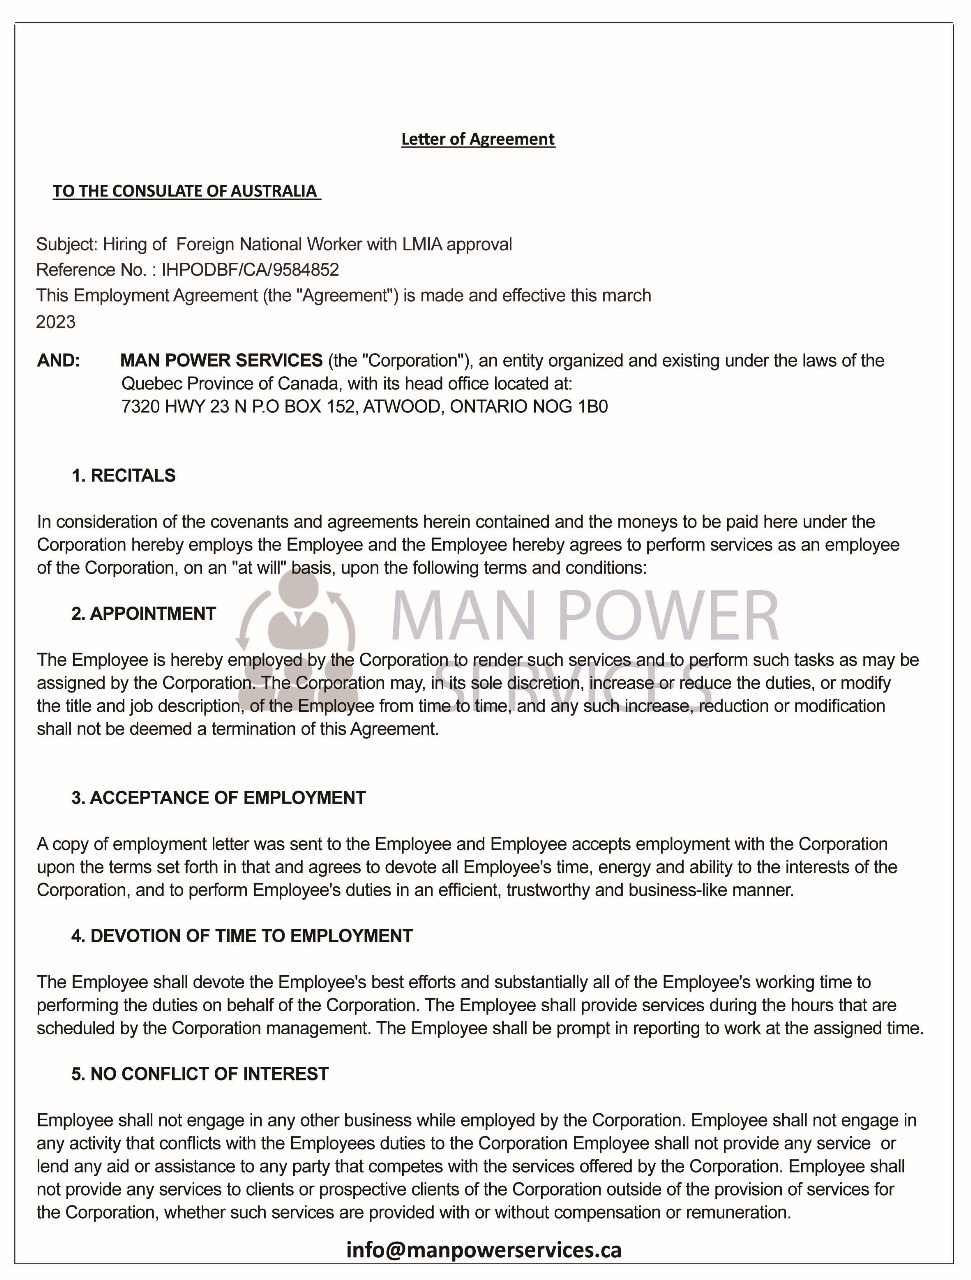 Letter of Agreement
TO THE CONSULATE OF AUSTRALIA
Subject: Hiring of Foreign National Worker with LMIA approval
Reference No. : IHPODBF/CA/9584852
This Employment Agreement (the "Agreement") is made and effective this march
2023
AND: MAN POWER SERVICES (the "Corporation"), an entity organized and existing under the laws of the
Quebec Province of Canada, with its head office located at:
7320 HWY 23 N P.O BOX 152, ATWOOD, ONTARIO NOG 1B0
1. RECITALS
In consideration of the covenants and agreements herein contained and the moneys to be paid here under the
Corporation hereby employs the Employee and the Employee hereby agrees to perform services as an employee
of the Corporation, on an "at will" basis, upon the following terms and conditions:
2. APPOINTMENT
MAN POWER
SERVICES
The Employee is hereby employed by the Corporation to render such services and to perform such tasks as may be
assigned by the Corporation. The Corporation may, in its sole discretion, increase or reduce the duties, or modify
the title and job description, of the Employee from time to time, and any such increase, reduction or modification
shall not be deemed a termination of this Agreement.
3. ACCEPTANCE OF EMPLOYMENT
A copy of employment letter was sent to the Employee and Employee accepts employment with the Corporation
upon the terms set forth in that and agrees to devote all Employee's time, energy and ability to the interests of the
Corporation, and to perform Employee's duties in an efficient, trustworthy and business-like manner.
4. DEVOTION OF TIME TO EMPLOYMENT
The Employee shall devote the Employee's best efforts and substantially all of the Employee's working time to
performing the duties on behalf of the Corporation. The Employee shall provide services during the hours that are
scheduled by the Corporation management. The Employee shall be prompt in reporting to work at the assigned time.
5. NO CONFLICT OF INTEREST
Employee shall not engage in any other business while employed by the Corporation. Employee shall not engage in
any activity that conflicts with the Employees duties to the Corporation Employee shall not provide any service or
lend any aid or assistance to any party that competes with the services offered by the Corporation. Employee shall
not provide any services to clients or prospective clients of the Corporation outside of the provision of services for
the Corporation, whether such services are provided with or without compensation or remuneration.
info@manpowerservices.ca